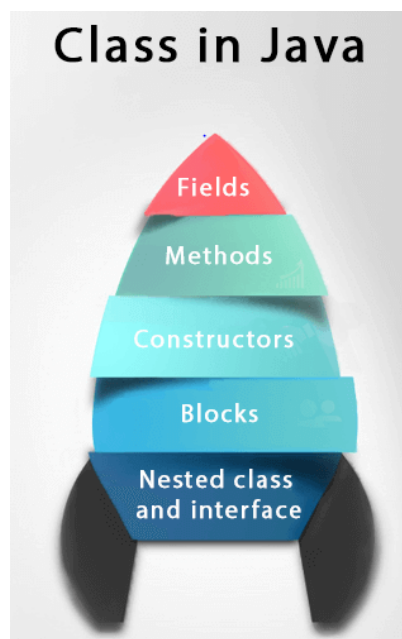 Class in Java
Fields
Methods
Constructors
Blocks
Nested class
and interface